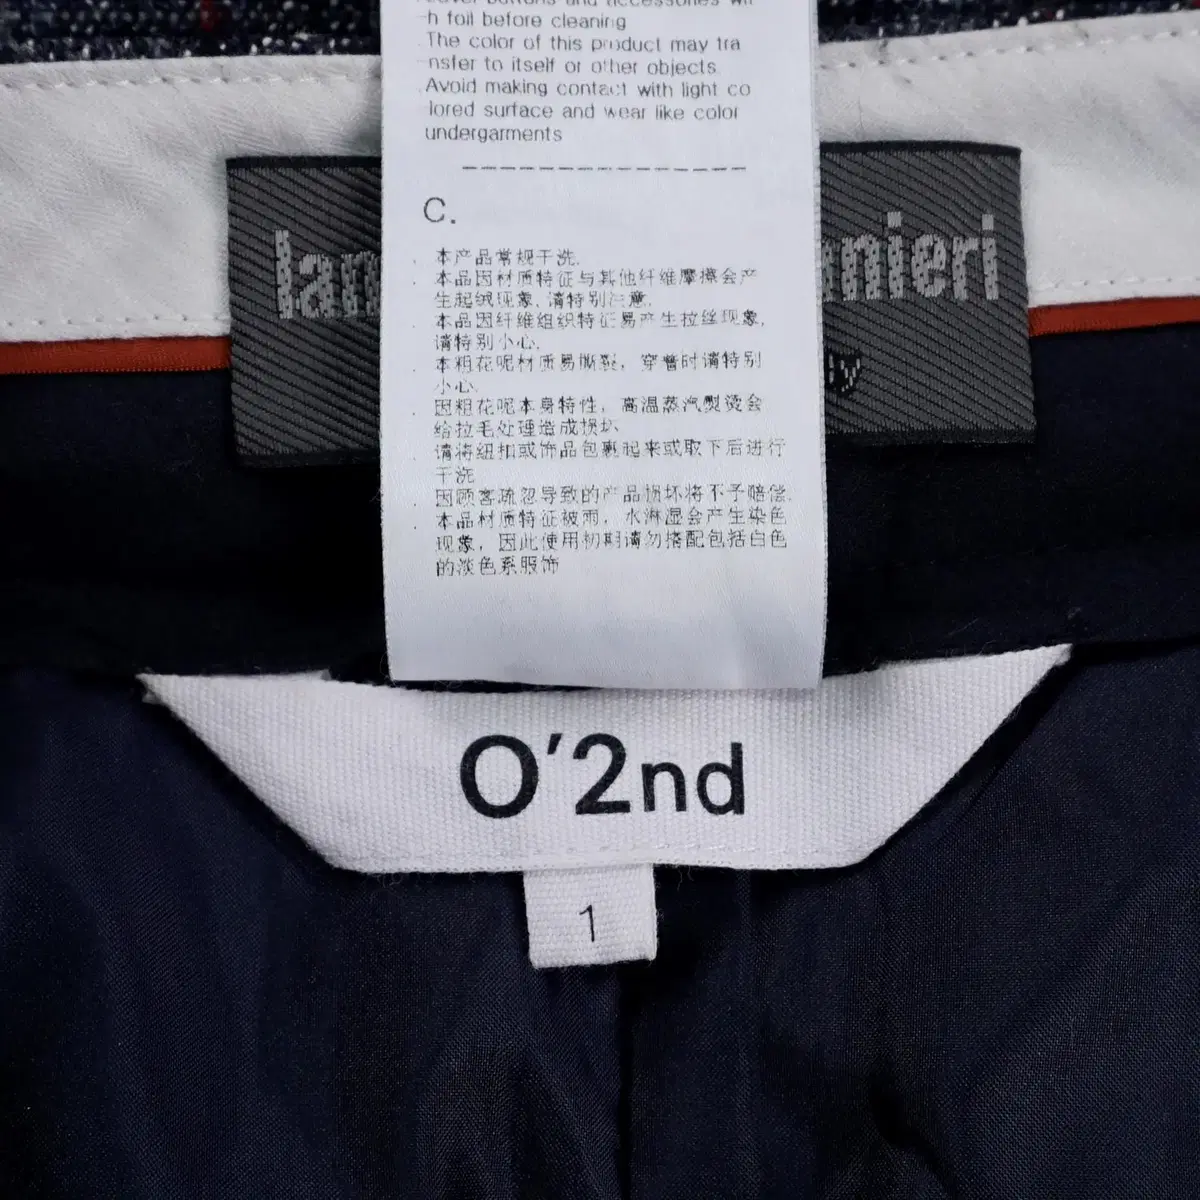 cover buttons and accessories wit
-h foil before cleaning
The color of this product may tra
-nsfer to itself or other objects.
Avoid making contact with light co
lored surface and wear like color
undergarments
C.
本产品常规干洗.
本品因材质特征与其他纤维摩擦会产
生起绒现象,请特别注意.
本品因纤维组织特征易产生拉丝现象,
请特别小心.
本粗花呢材质易撕裂，穿着时请特别
小心.
因粗花呢本身特性，高温蒸汽熨烫会
给拉毛处理造成损坏
请将纽扣或饰品包裹起来或取下后进行
干洗
因顾客疏忽导致的产品损坏将不予赔偿.
本品材质特征被雨，水淋湿会产生染色
现象，因此使用初期请勿搭配包括白色
的淡色系服饰
lan
nieri
ly
O'2nd
1